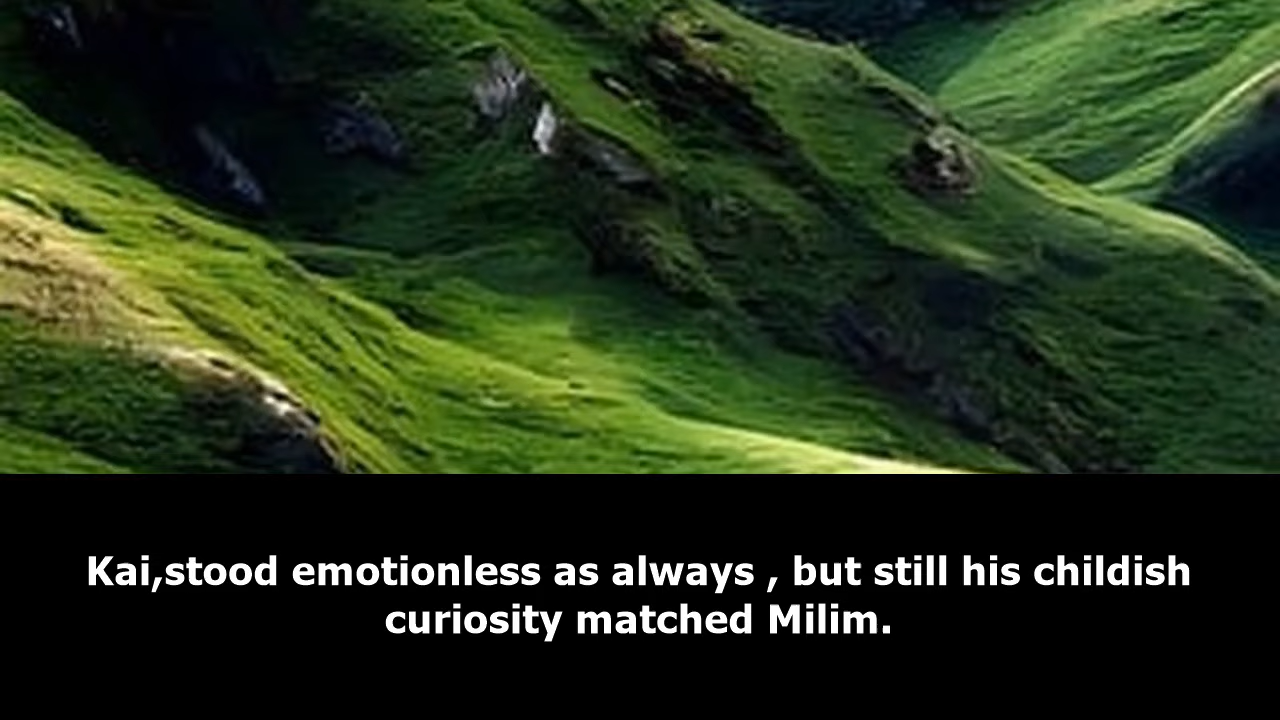 Kai,stood emotionless as always , but still his childish
curiosity matched Milim.